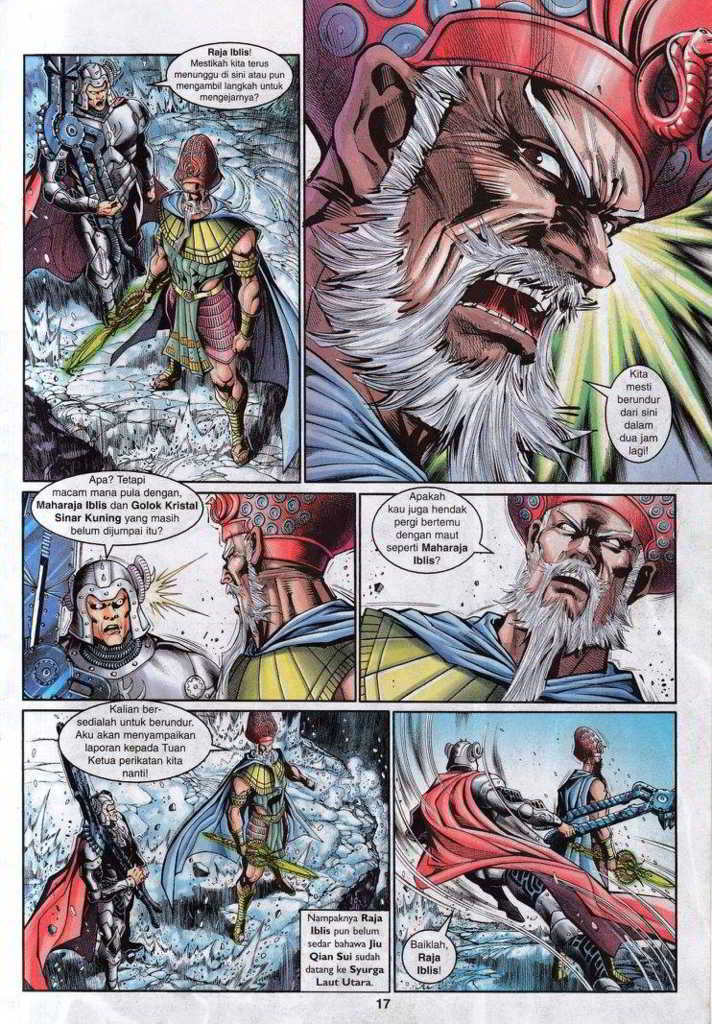 Raja Iblis!
Mestikah kita terus
menunggu di sini atau pun
mengambil langkah untuk
mengejarnya?
Kita
mesti
berundur
dari sini
dalam
dua jam
lagi!
Apa? Tetapi
macam mana pula dengan,
Maharaja Iblis dan Golok Kristal
Sinar Kuning yang masih
belum dijumpai itu?
Apakah
kau juga hendak
pergi bertemu
dengan maut
seperti Maharaja
Iblis?
Kalian ber-
sedialah untuk berundur.
Aku akan menyampaikan
laporan kepada Tuan
Ketua perikatan kita
nanti!
Nampaknya Raja
Iblis pun belum
sedar bahawa Jiu
Qian Sui sudah
datang ke Syurga
Laut Utara.
Baiklah,
Raja
Iblis!
17